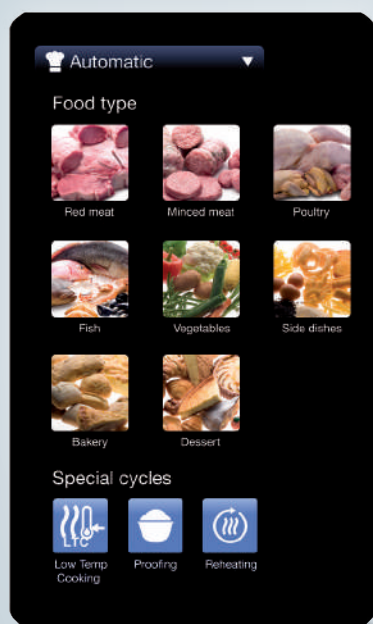 Automatic
Food type
Red meat
Minced meat
Poultry
Fish
Vegetables
Side dishes
Bakery
Dessert
Special cycles
LTC
Low Temp
Cooking
Proofing
Reheating